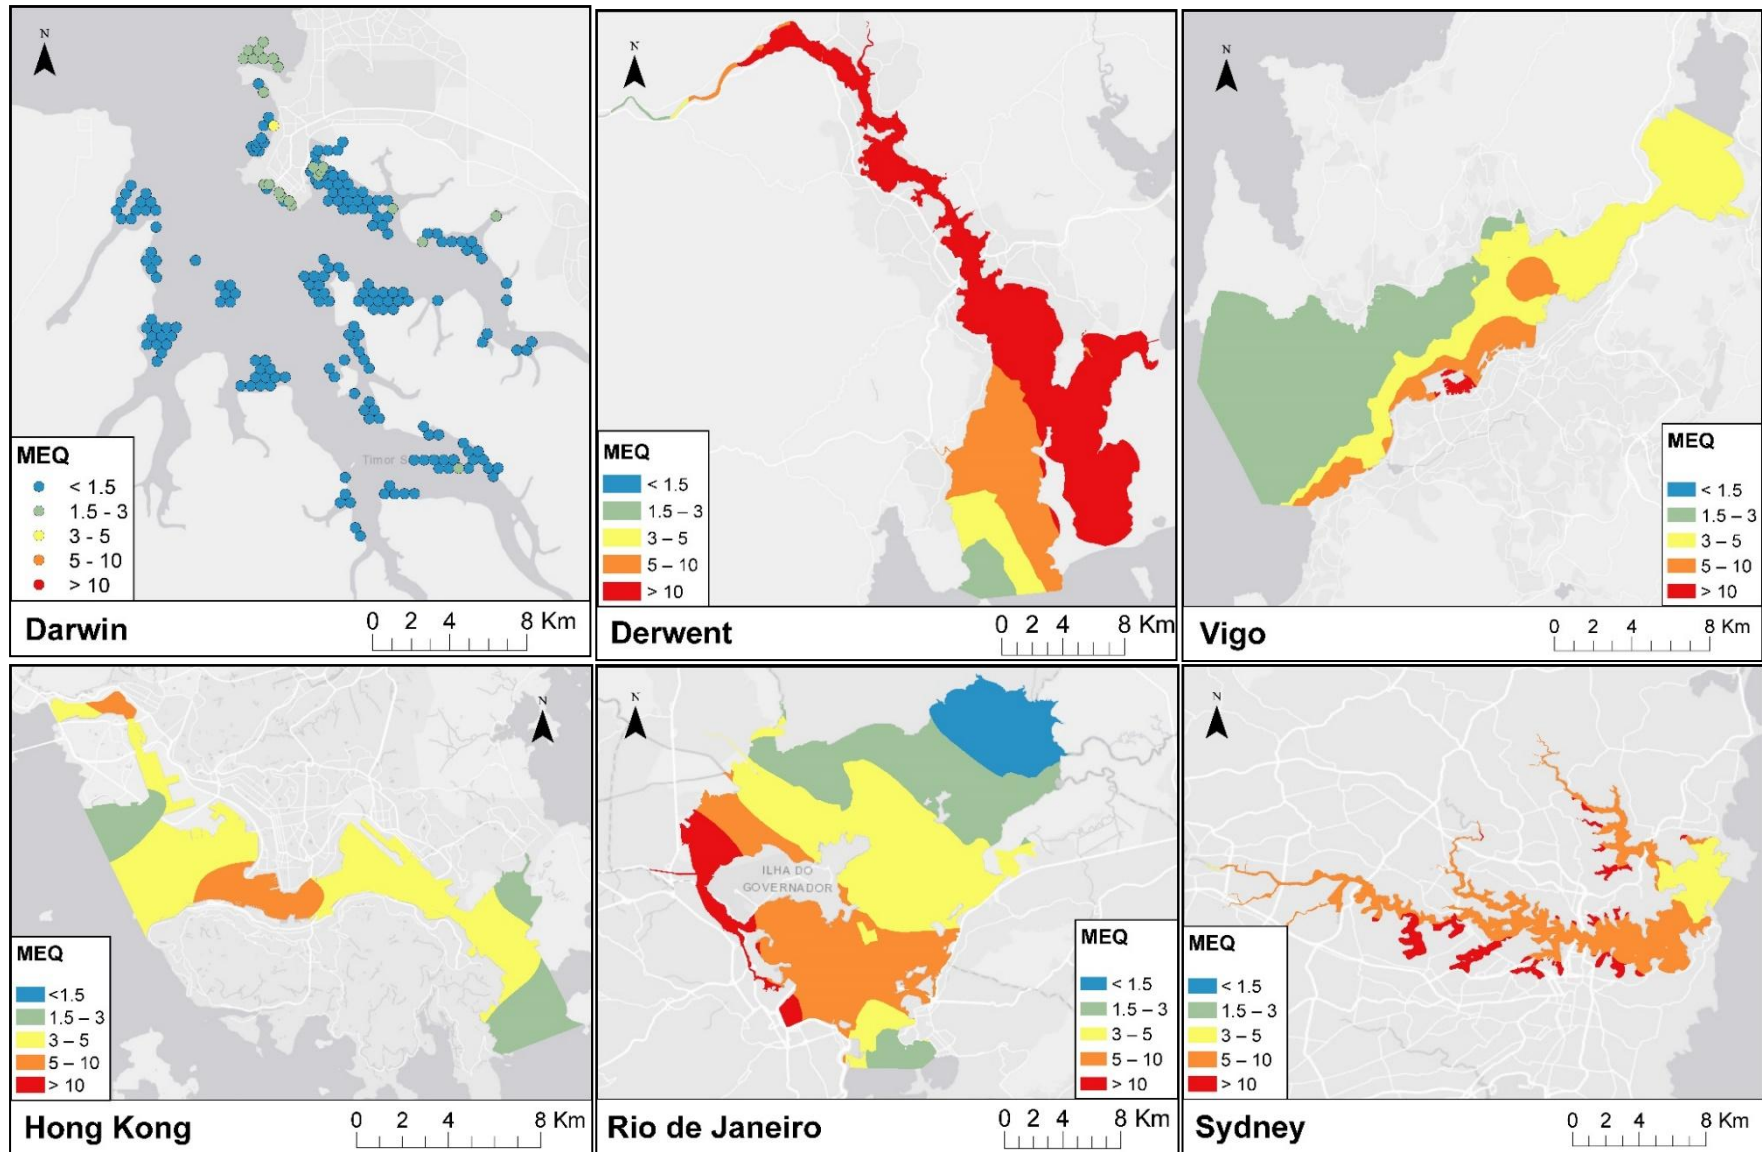 N
MEQ
< 1.5
1.5 - 3
3 - 5
5 - 10
> 10
Timor S
Darwin
0 2 4 8 Km
N
MEQ
< 1.5
1.5 – 3
3 – 5
5 – 10
> 10
Derwent
0 2 4 8 Km
N
MEQ
< 1.5
1.5 – 3
3 – 5
5 – 10
> 10
Vigo
0 2 4 8 Km
N
MEQ
<1.5
1.5 – 3
3 – 5
5 – 10
> 10
Hong Kong
0 2 4 8 Km
N
ILHA DO
GOVERNADOR
MEQ
< 1.5
1.5 – 3
3 – 5
5 – 10
> 10
Rio de Janeiro
0 2 4 8 Km
N
MEQ
< 1.5
1.5 – 3
3 – 5
5 – 10
> 10
Sydney
0 2 4 8 Km